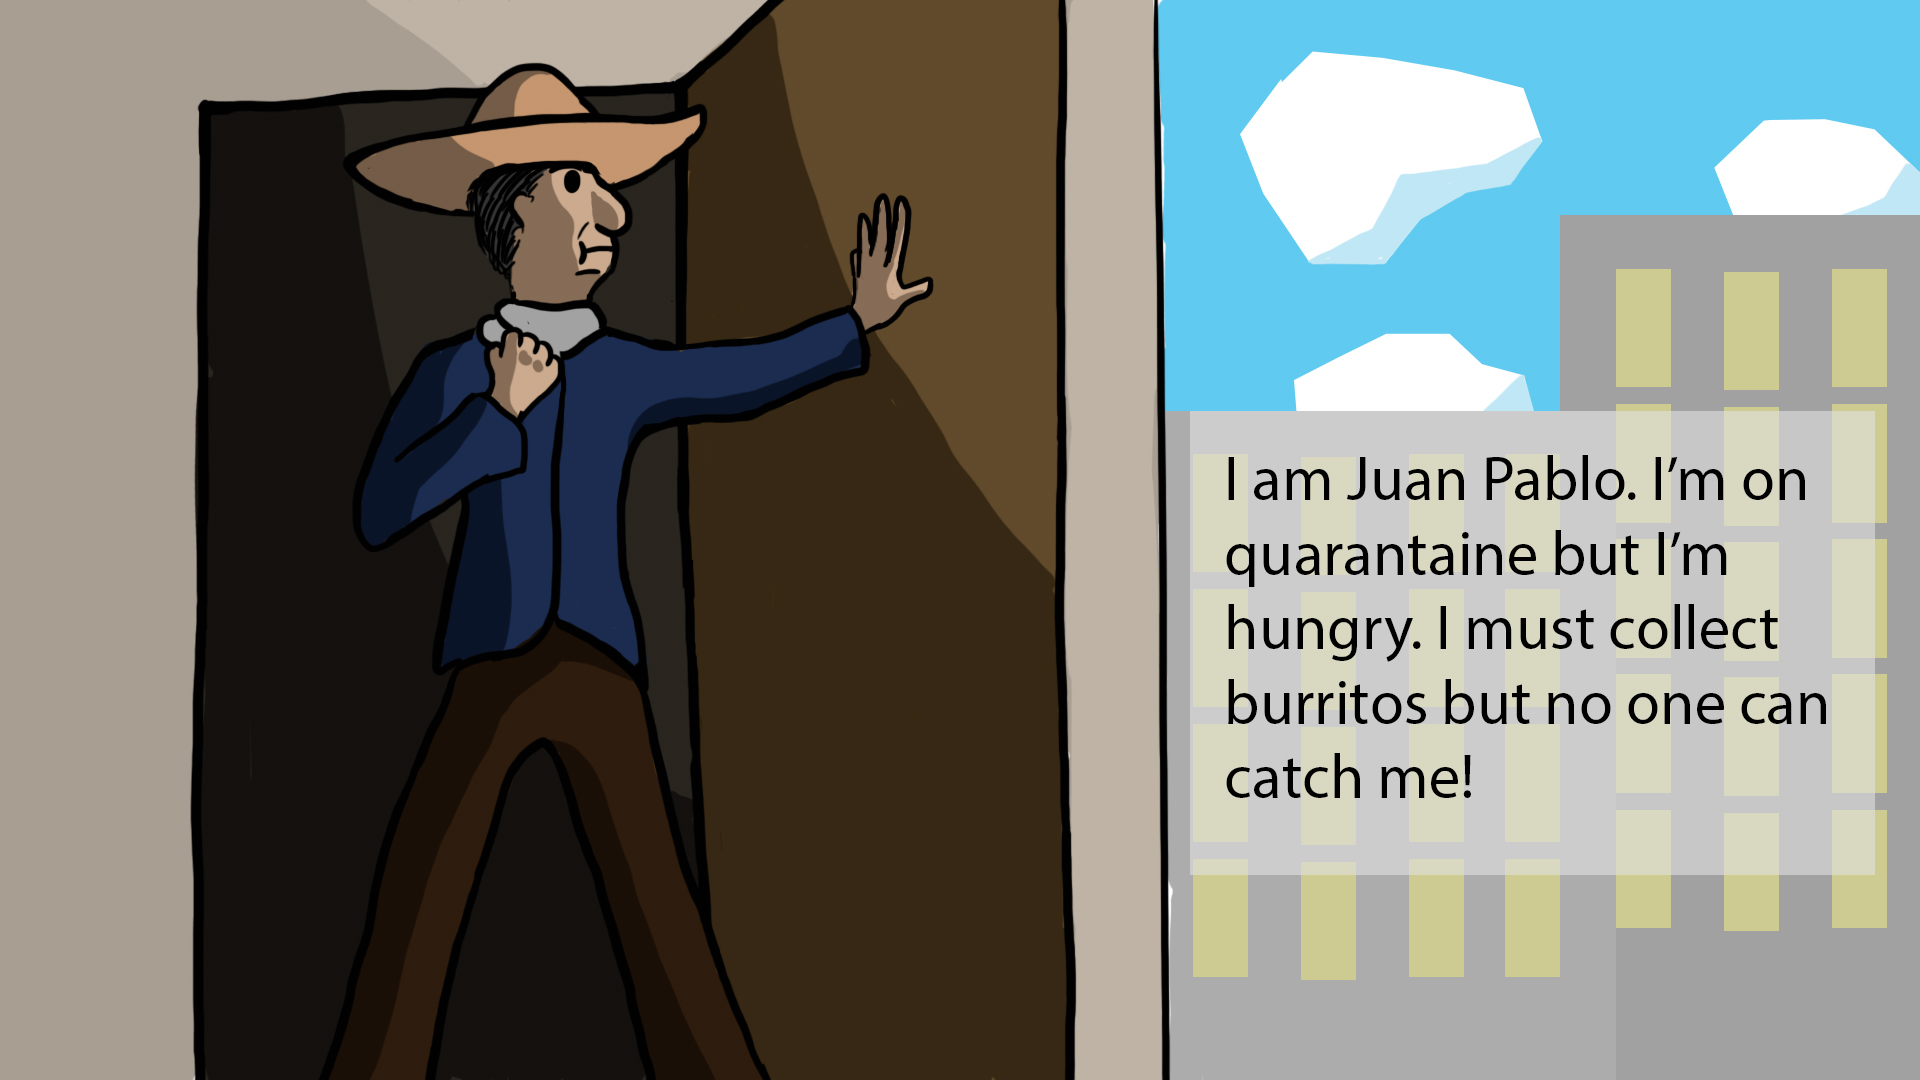 I am Juan Pablo. I’m on
quarantaine but I’m
hungry. I must collect
burritos but no one can
catch me!